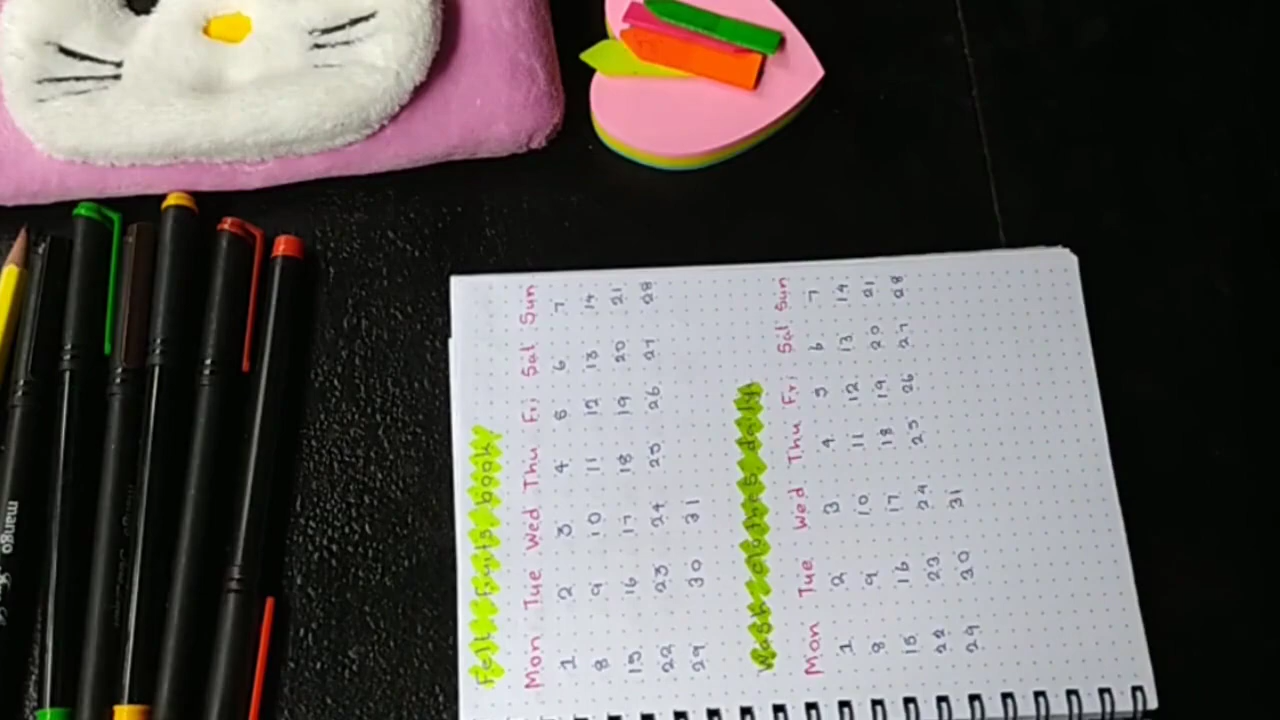 Fell fruits book
Mon Tue Wed Thu Fri Sat Sun
1 2 3 4 5 6 7
8 9 10 11 12 13 14
15 16 17 18 19 20 21
22 23 24 25 26 27 28
29 30 31
Wash clothes daily
Mon Tue Wed Thu Fri Sat Sun
1 2 3 4 5 6 7
8 9 10 11 12 13 14
15 16 17 18 19 20 21
22 23 24 25 26 27 28
29 30 31
mango